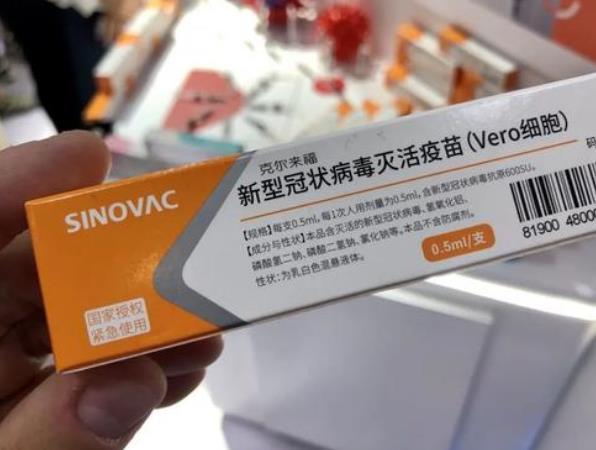 SINOVAC
国家授权
紧急使用
克尔来福
新型冠状病毒灭活疫苗(Vero细胞)
【规格】每支0.5ml,每1次人用剂量为0.5ml,含新型冠状病毒抗原600SU。
【成分与性状】本品含灭活的新型冠状病毒、氢氧化铝、
磷酸氢二钠、磷酸二氢钠、氯化钠等。本品不含防腐剂。
性状:为乳白色混悬液体。
0.5ml/支
码
81900 48000